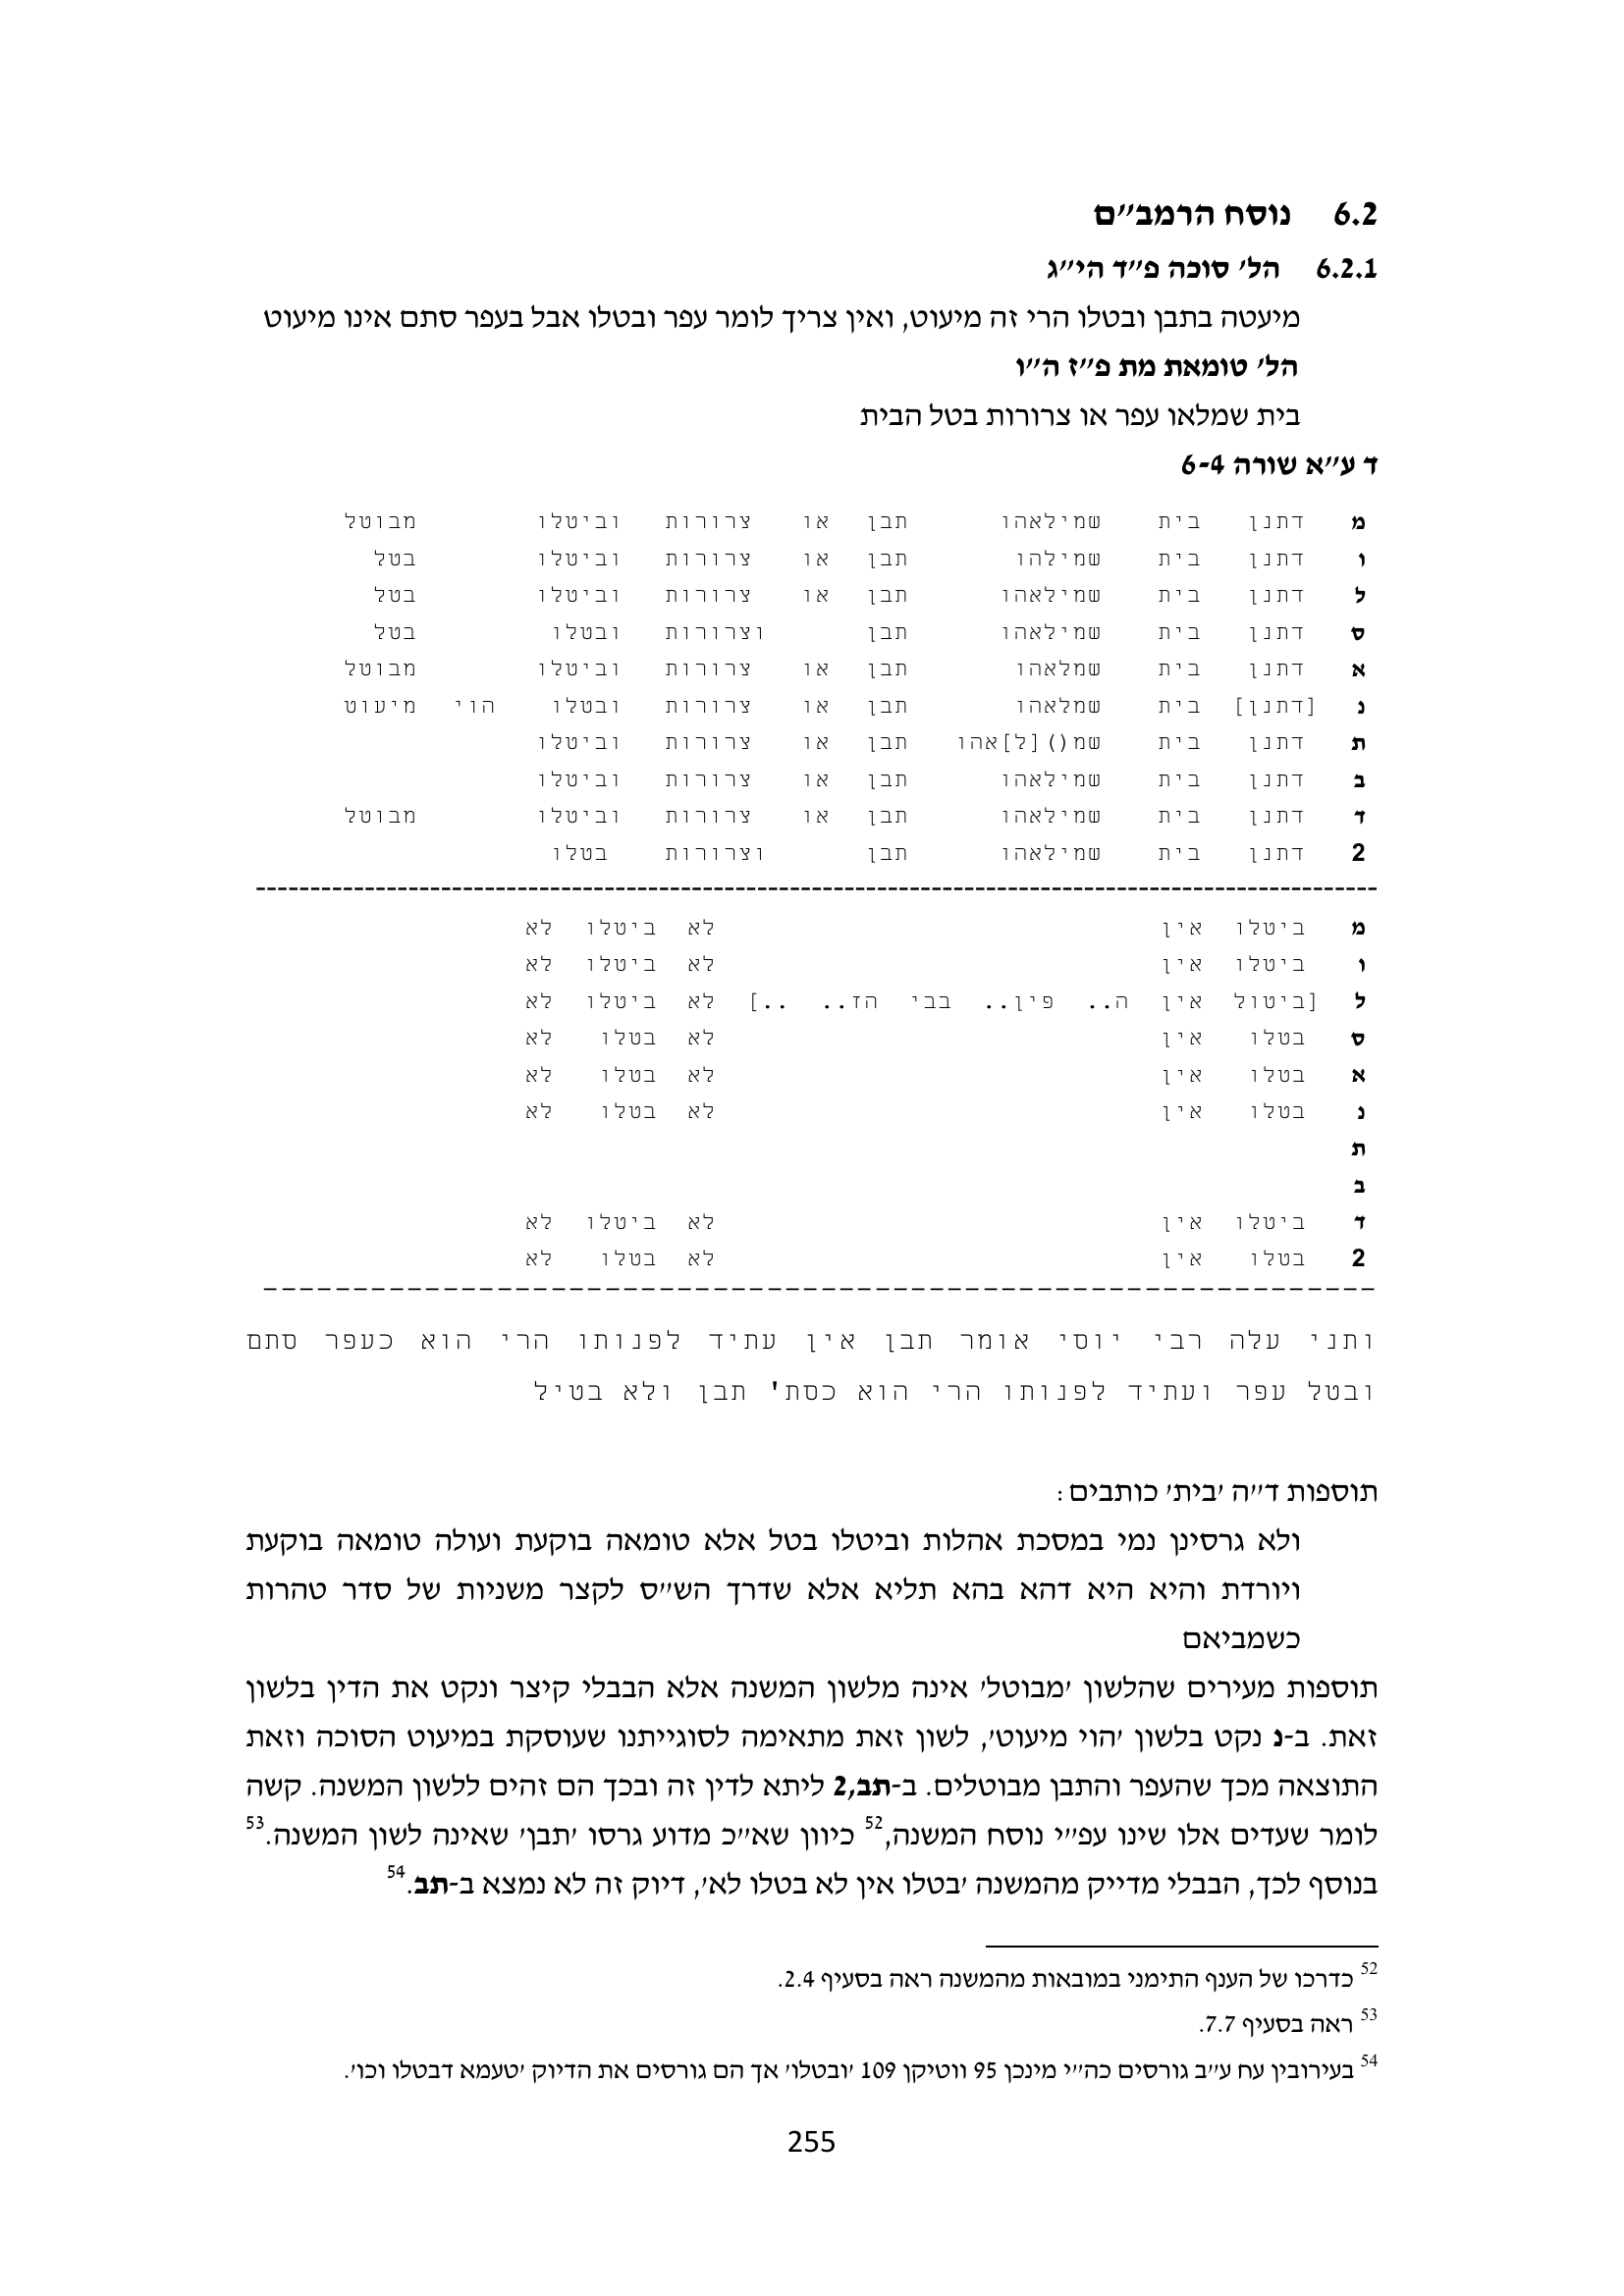 6.2 נוסח הרמב״ם
6.2.1 הל׳ סוכה פ״ד הי״ג
מיעטה בתבן ובטלו הרי זה מיעוט, ואין צריך לומר עפר ובטלו אבל בעפר סתם אינו מיעוט
הל׳ טומאת מת פ״ז ה״ו
בית שמלאו עפר או צרורות בטל הבית
ד ע״א שורה 6-4
מ דתנן בית שמילאהו תבן או צרורות וביטלו מבוטל
ו דתנן בית שמילהו תבן או צרורות וביטלו בטל
ל דתנן בית שמילאהו תבן או צרורות וביטלו בטל
ס דתנן בית שמילאהו תבן וצרורות ובטלו בטל
א דתנן בית שמלאהו תבן או צרורות וביטלו מבוטל
נ [דתנן] בית שמלאהו תבן או צרורות ובטלו הוי מיעוט
ת דתנן בית שמ()[ל]אהו תבן או צרורות וביטלו
ב דתנן בית שמילאהו תבן או צרורות וביטלו
ד דתנן בית שמילאהו תבן או צרורות וביטלו מבוטל
2 דתנן בית שמילאהו תבן וצרורות בטלו
מ ביטלו אין לא ביטלו לא
ו ביטלו אין לא ביטלו לא
ל [ביטול אין ה.. פין.. בבי הז.. ..] לא ביטלו לא
ס בטלו אין לא בטלו לא
א בטלו אין לא בטלו לא
נ בטלו אין לא בטלו לא
ת
ב
ד ביטלו אין לא ביטלו לא
2 בטלו אין לא בטלו לא
ותני עלה רבי יוסי אומר תבן אין עתיד לפנותו הרי הוא כעפר סתם
ובטל עפר ועתיד לפנותו הרי הוא כסת' תבן ולא בטיל
תוספות ד״ה ׳בית׳ כותבים:
ולא גרסינן נמי במסכת אהלות וביטלו בטל אלא טומאה בוקעת ועולה טומאה בוקעת
ויורדת והיא היא דהא בהא תליא אלא שדרך הש״ס לקצר משניות של סדר טהרות
כשמביאם
תוספות מעירים שהלשון ׳מבוטל׳ אינה מלשון המשנה אלא הבבלי קיצר ונקט את הדין בלשון
זאת. ב-נ נקט בלשון ׳הוי מיעוט׳, לשון זאת מתאימה לסוגייתנו שעוסקת במיעוט הסוכה וזאת
התוצאה מכך שהעפר והתבן מבוטלים. ב-תב,2 ליתא לדין זה ובכך הם זהים ללשון המשנה. קשה
לומר שעדים אלו שינו עפ״י נוסח המשנה,52 כיוון שא״כ מדוע גרסו ׳תבן׳ שאינה לשון המשנה.53
בנוסף לכך, הבבלי מדייק מהמשנה ׳בטלו אין לא בטלו לא׳, דיוק זה לא נמצא ב-תב.54
52 כדרכו של הענף התימני במובאות מהמשנה ראה בסעיף 2.4.
53 ראה בסעיף 7.7.
54 בעירובין עח ע״ב גורסים כה״י מינכן 95 ווטיקן 109 ׳ובטלו׳ אך הם גורסים את הדיוק ׳טעמא דבטלו וכו׳.
255